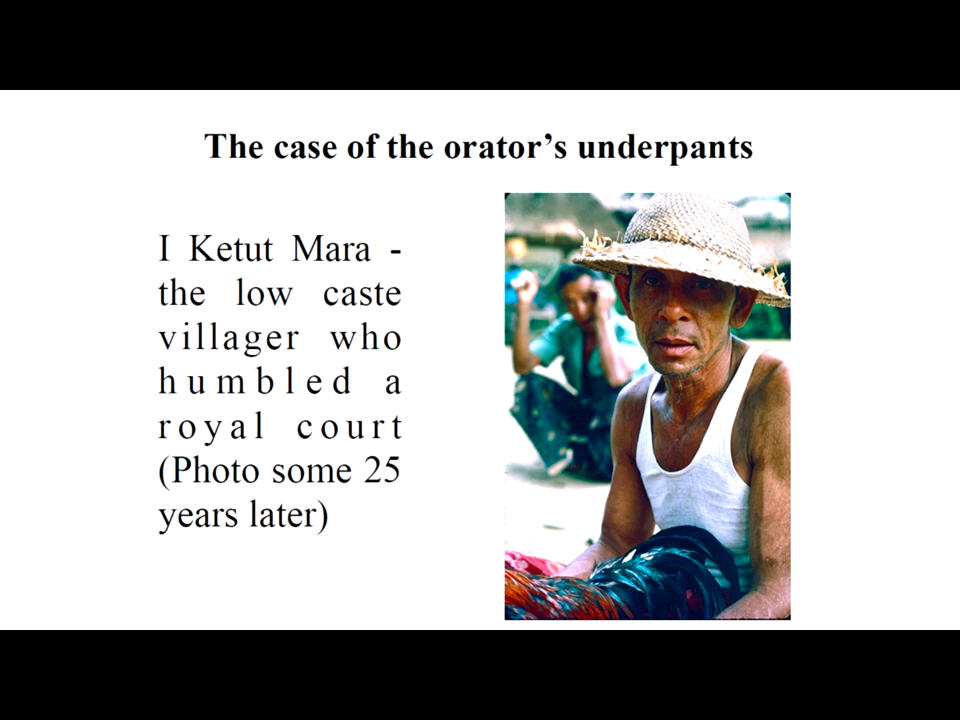 The case of the orator’s underpants
I Ketut Mara -
the low caste
villager who
humbled a
royal court
(Photo some 25
years later)